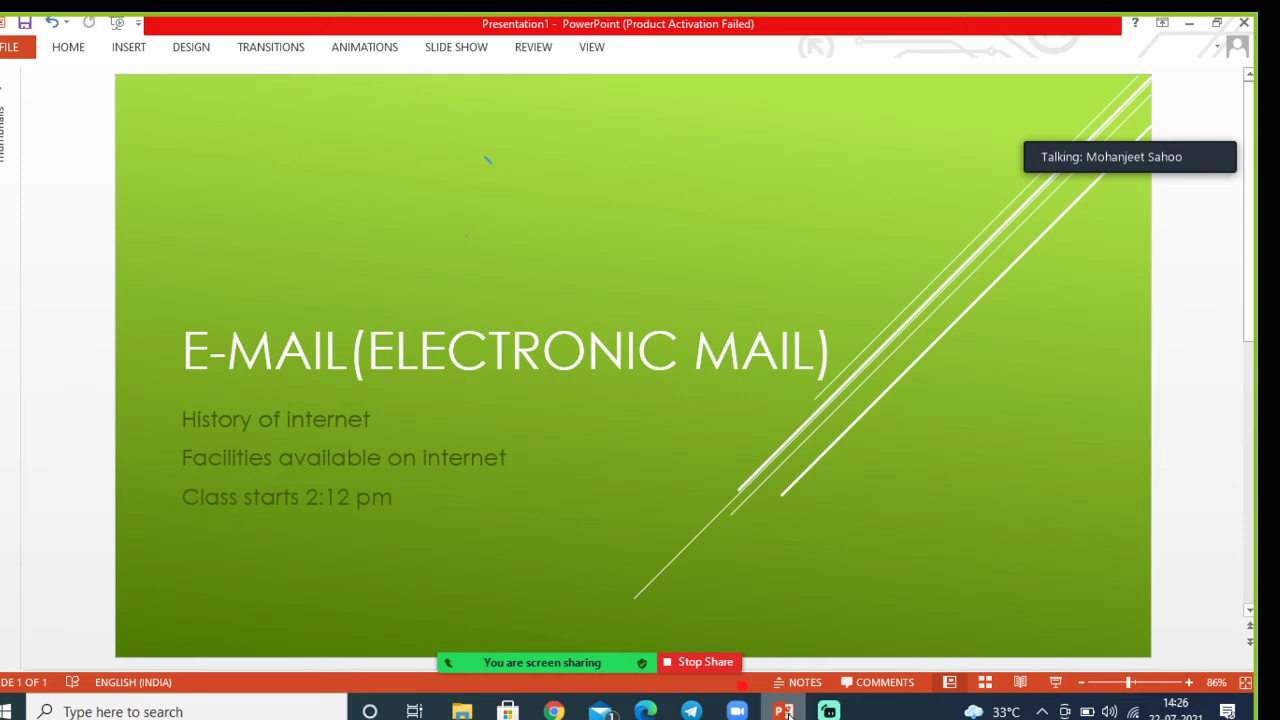 Presentation1 - PowerPoint (Product Activation Failed)
?
FILE HOME INSERT DESIGN TRANSITIONS ANIMATIONS SLIDE SHOW REVIEW VIEW
Talking: Mohanjeet Sahoo
E-MAIL(ELECTRONIC MAIL)
History of internet
Facilities available on internet
Class starts 2:12 pm
You are screen sharing Stop Share
DE 1 OF 1 ENGLISH (INDIA) NOTES COMMENTS 86%
Type here to search 1 33°C 14:26
22-07-2021